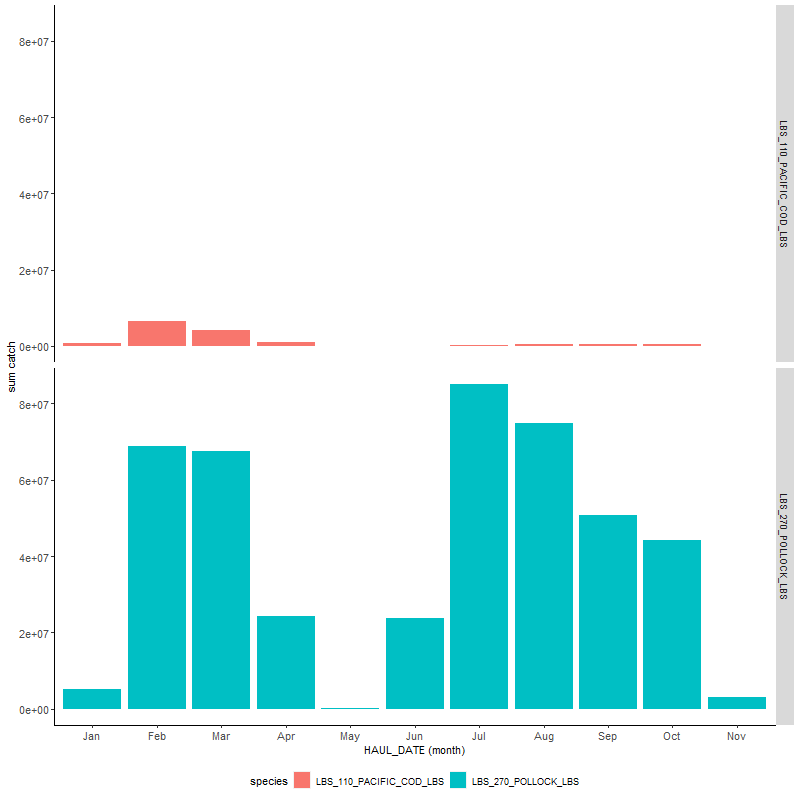 8e+07
6e+07
4e+07
2e+07
0e+00
LBS_110_PACIFIC_COD_LBS
sum catch
8e+07
6e+07
4e+07
2e+07
0e+00
LBS_270_POLLOCK_LBS
Jan Feb Mar Apr May Jun Jul Aug Sep Oct Nov
HAUL_DATE (month)
species LBS_110_PACIFIC_COD_LBS LBS_270_POLLOCK_LBS